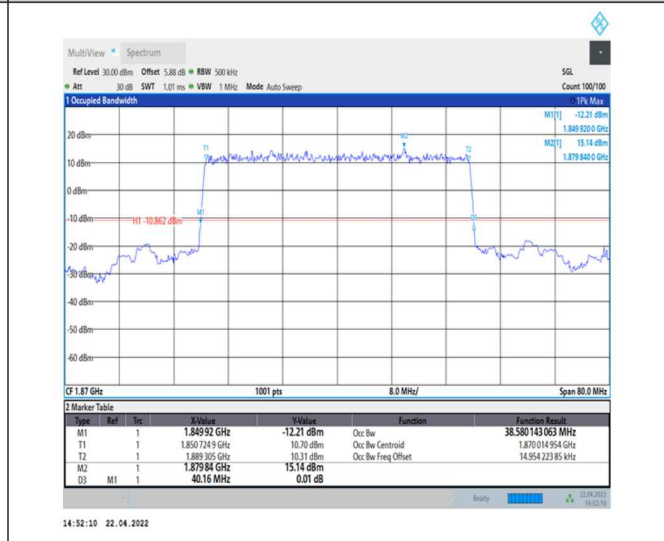 MultiView Spectrum
Ref Level 30.00 dBm Offset 5.88 dB RBW 500 kHz SGL
Att 30 dB SWT 1.01 ms VBW 1 MHz Mode Auto Sweep Count 100/100
1 Occupied Bandwidth 1Pk Max
M1[1] -12.21 dBm
1.849 920 0 GHz
M2[1] 15.14 dBm
1.879 840 0 GHz
20 dBm
M2
T1 T2
10 dBm
0 dBm
M1
-10 dBm
H1 -10.862 dBm
D3
-20 dBm
-30 dBm
-40 dBm
-50 dBm
-60 dBm
CF 1.87 GHz 1001 pts 8.0 MHz/ Span 80.0 MHz
2 Marker Table
Type Ref Trc X-Value Y-Value Function Function Result
M1 1 1.849 92 GHz -12.21 dBm Occ Bw 38.580 143 063 MHz
T1 1 1.850 724 9 GHz 10.70 dBm Occ Bw Centroid 1.870 014 954 GHz
T2 1 1.889 305 GHz 10.31 dBm Occ Bw Freq Offset 14.954 223 85 kHz
M2 1 1.879 84 GHz 15.14 dBm
D3 M1 1 40.16 MHz 0.01 dB
Ready 22.04.2022
14:52:10
14:52:10 22.04.2022